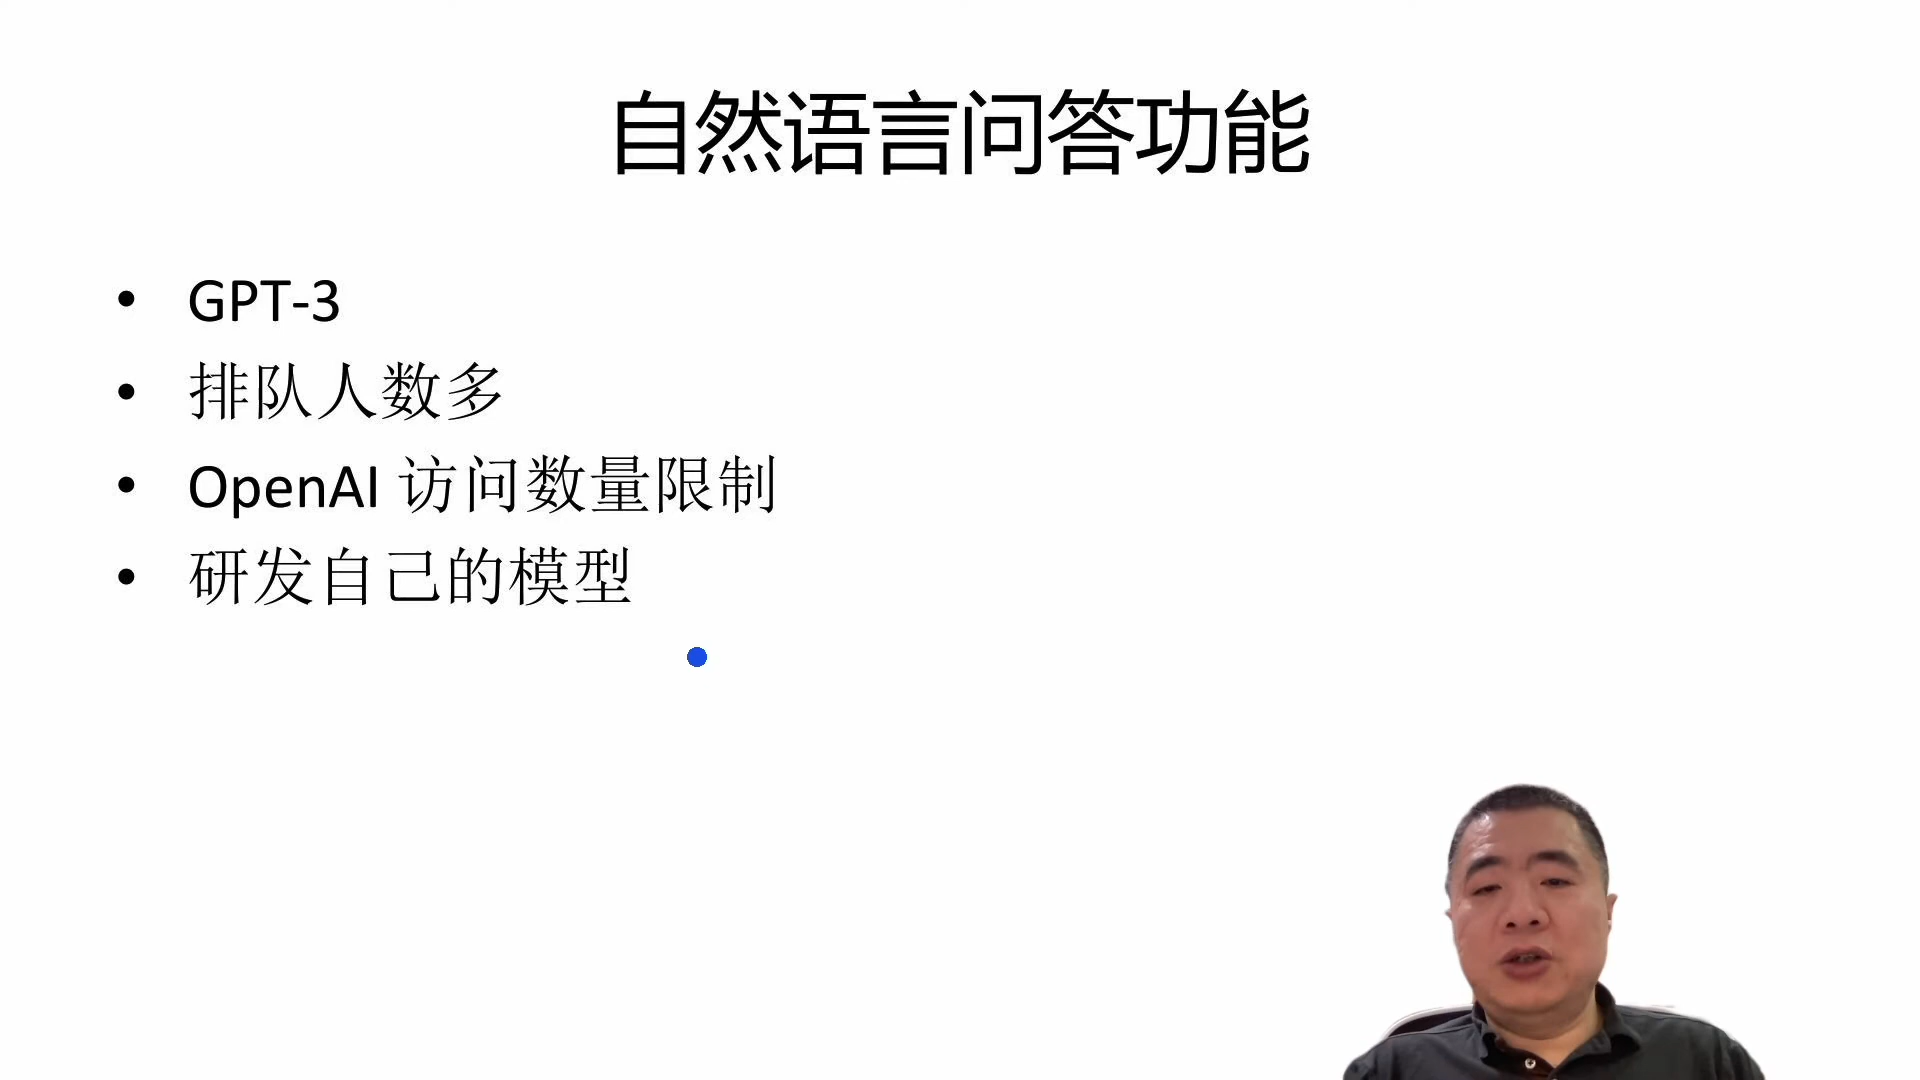 自然语言问答功能
• GPT-3
• 排队人数多
• OpenAI 访问数量限制
• 研发自己的模型